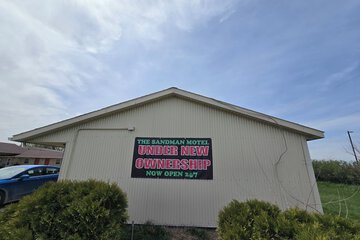 THE SANDMAN MOTEL
UNDER NEW
OWNERSHIP
NOW OPEN 24/7